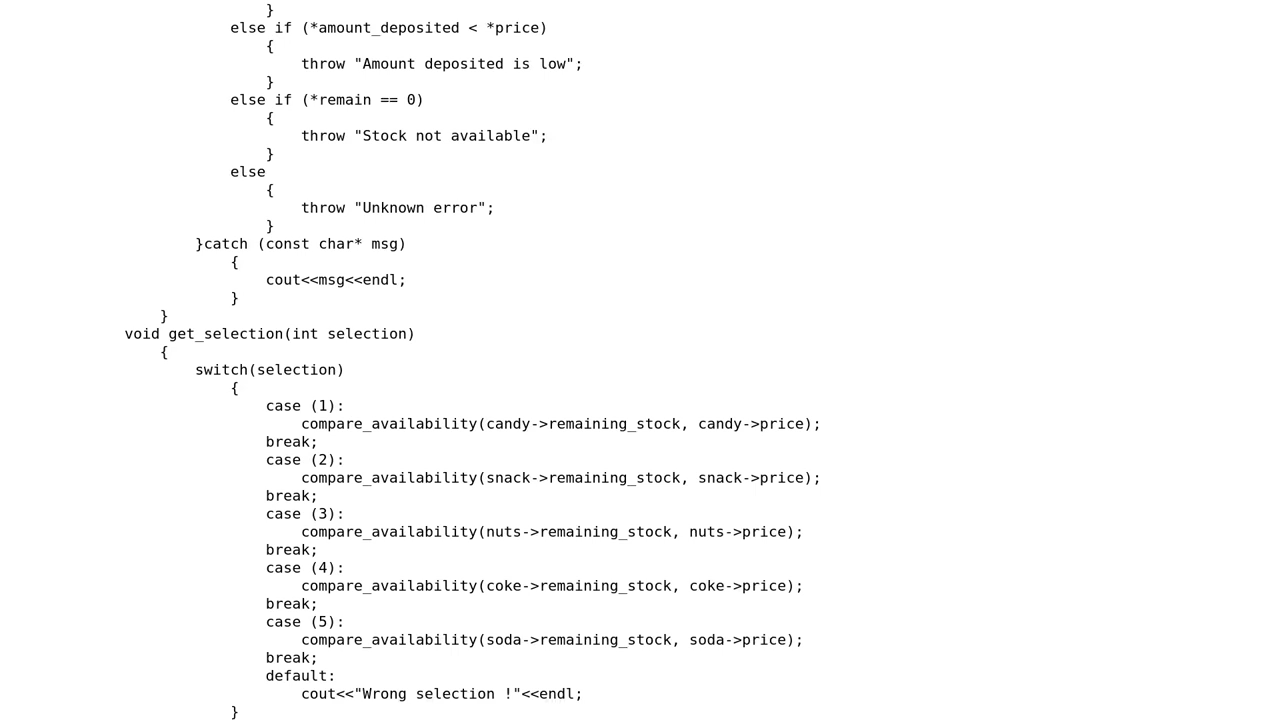 }
else if (*amount_deposited < *price)
{
throw "Amount deposited is low";
}
else if (*remain == 0)
{
throw "Stock not available";
}
else
{
throw "Unknown error";
}
}catch (const char* msg)
{
cout<<msg<<endl;
}
}
void get_selection(int selection)
{
switch(selection)
{
case (1):
compare_availability(candy->remaining_stock, candy->price);
break;
case (2):
compare_availability(snack->remaining_stock, snack->price);
break;
case (3):
compare_availability(nuts->remaining_stock, nuts->price);
break;
case (4):
compare_availability(coke->remaining_stock, coke->price);
break;
case (5):
compare_availability(soda->remaining_stock, soda->price);
break;
default:
cout<<"Wrong selection !"<<endl;
}